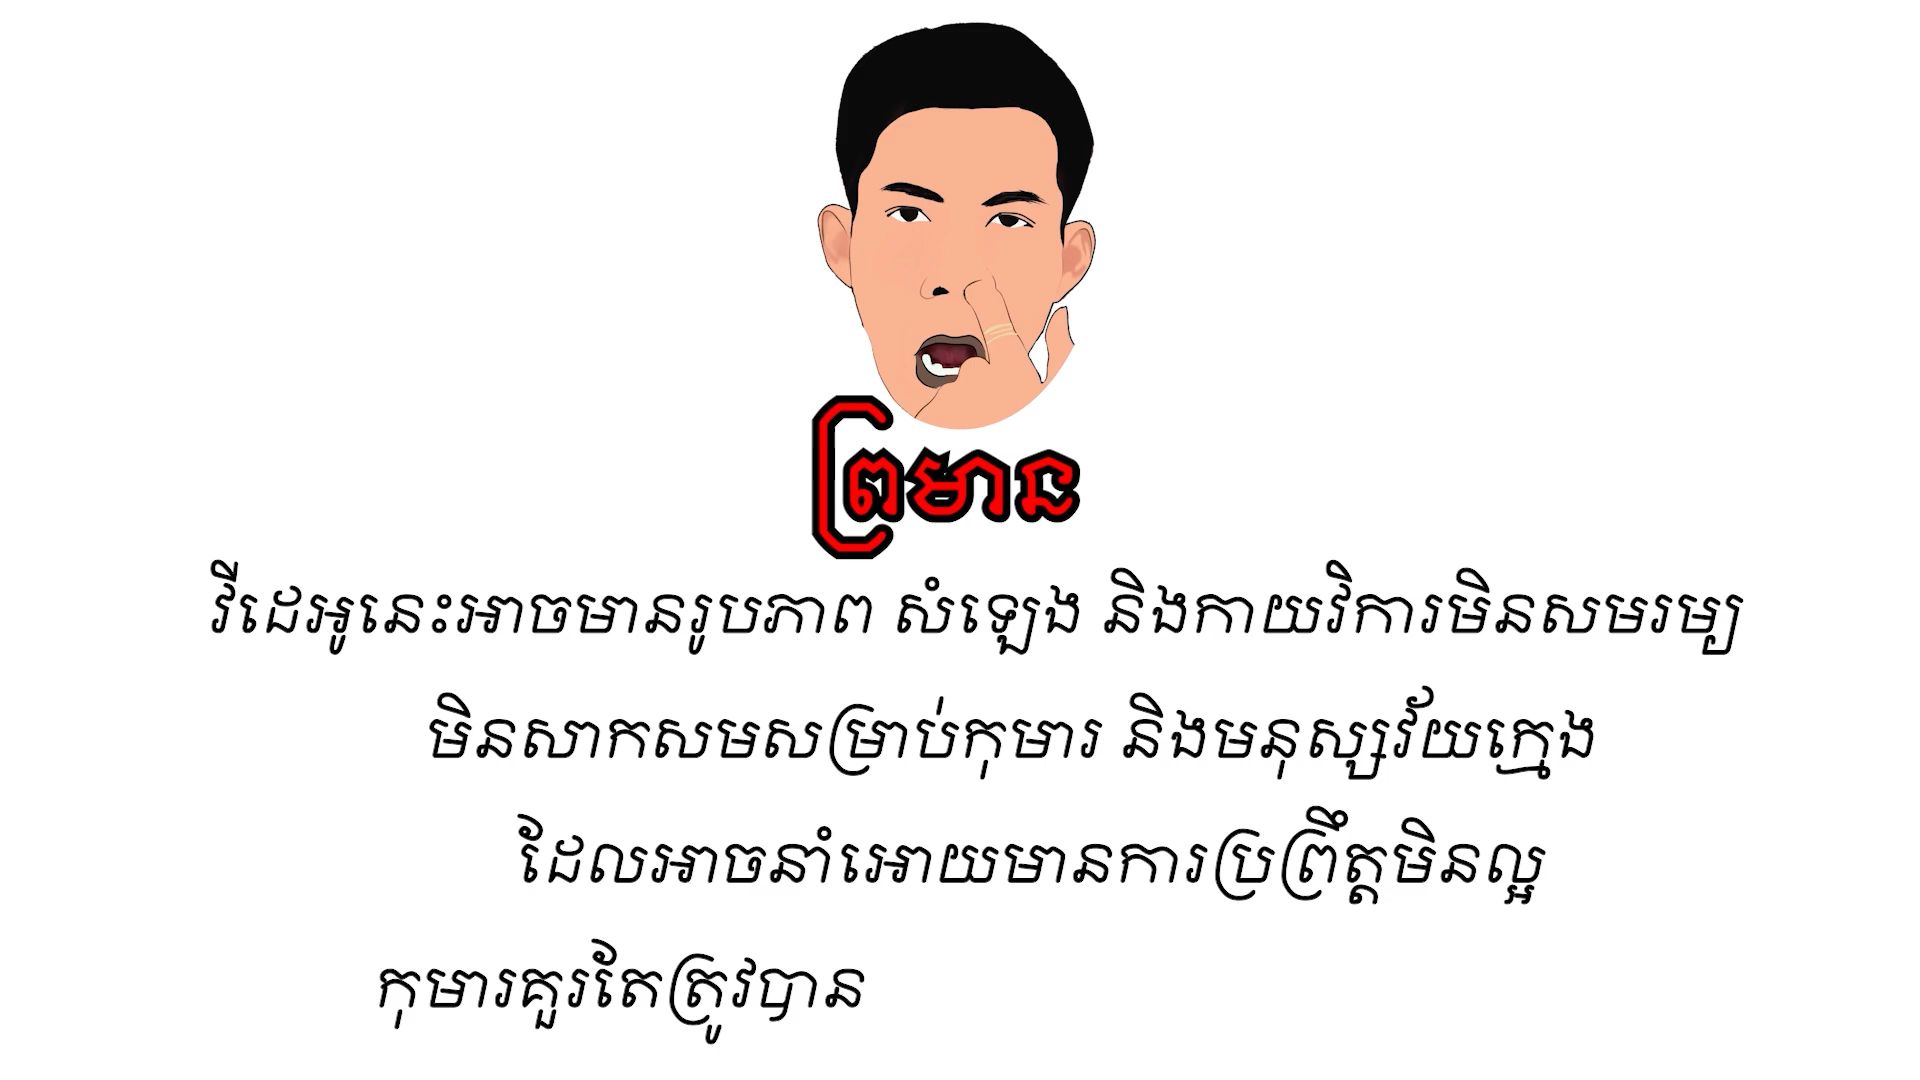 ព្រមាន
វីដេអូនេះអាចមានរូបភាព សំឡេង និងកាយវិការមិនសមរម្យ
មិនសាកសមសម្រាប់កុមារ និងមនុស្សវ័យក្មេង
ដែលអាចនាំអោយមានការប្រព្រឹត្តមិនល្អ
កុមារគួរតែត្រូវបាន